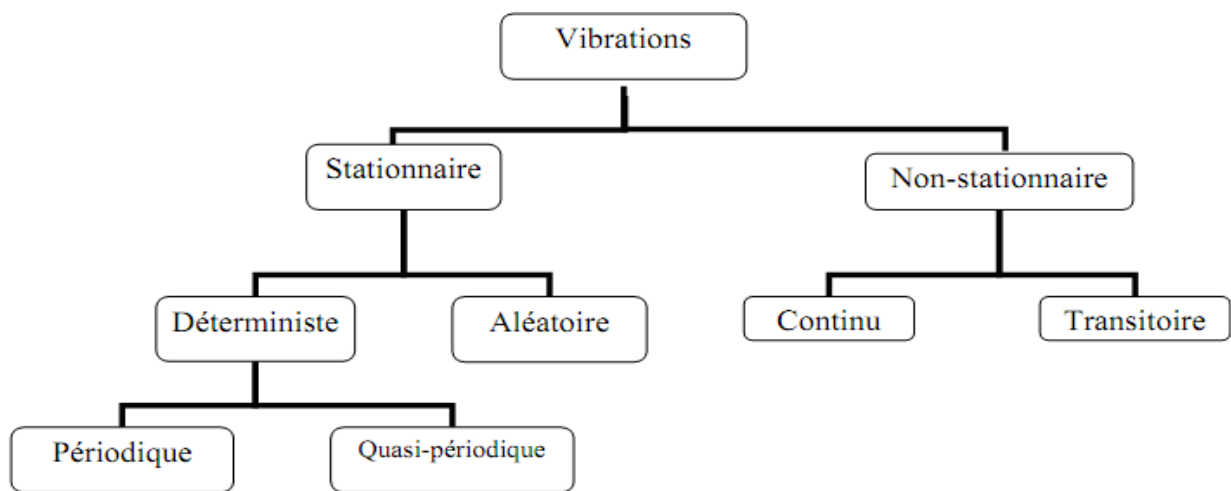 Vibrations
Stationnaire
Non-stationnaire
Déterministe
Aléatoire
Continu
Transitoire
Périodique
Quasi-périodique